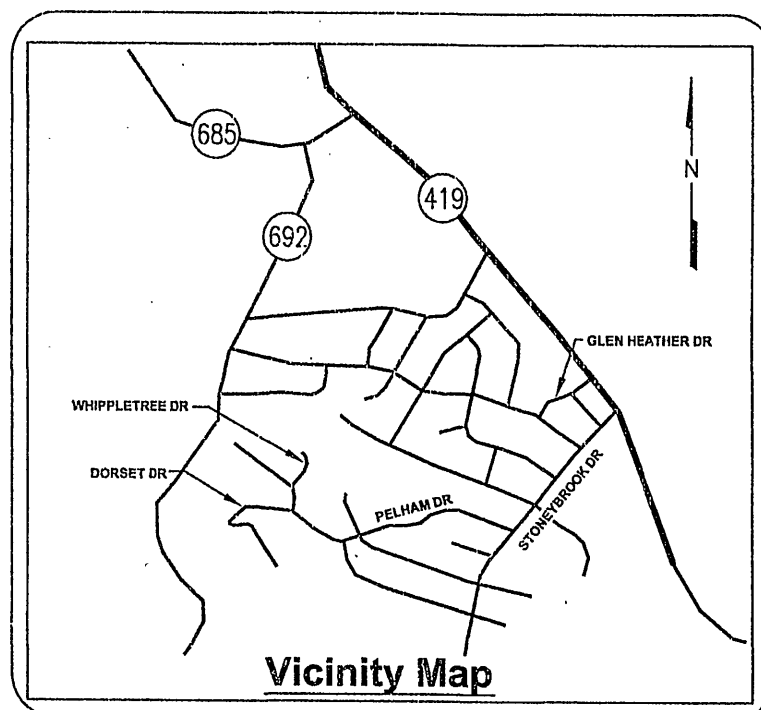 685
419
N
692
GLEN HEATHER DR
WHIPPLETREE DR
DORSET DR
PELHAM DR
STONEYBROOK DR
Vicinity Map